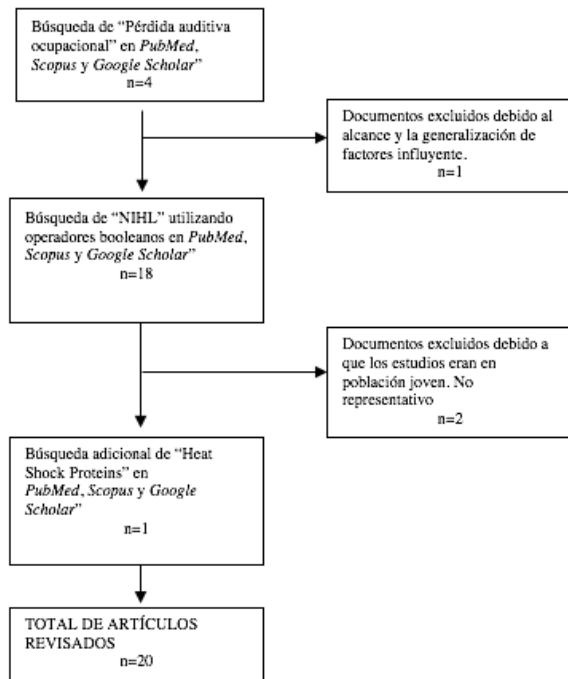 Búsqueda de “Pérdida auditiva
ocupacional” en PubMed,
Scopus y Google Scholar”
n=4
Documentos excluidos debido al
alcance y la generalización de
factores influyente.
n=1
Búsqueda de “NIHL” utilizando
operadores booleanos en PubMed,
Scopus y Google Scholar”
n=18
Documentos excluidos debido a
que los estudios eran en
población joven. No
representativo
n=2
Búsqueda adicional de “Heat
Shock Proteins” en
PubMed, Scopus y Google
Scholar”
n=1
TOTAL DE ARTÍCULOS
REVISADOS
n=20